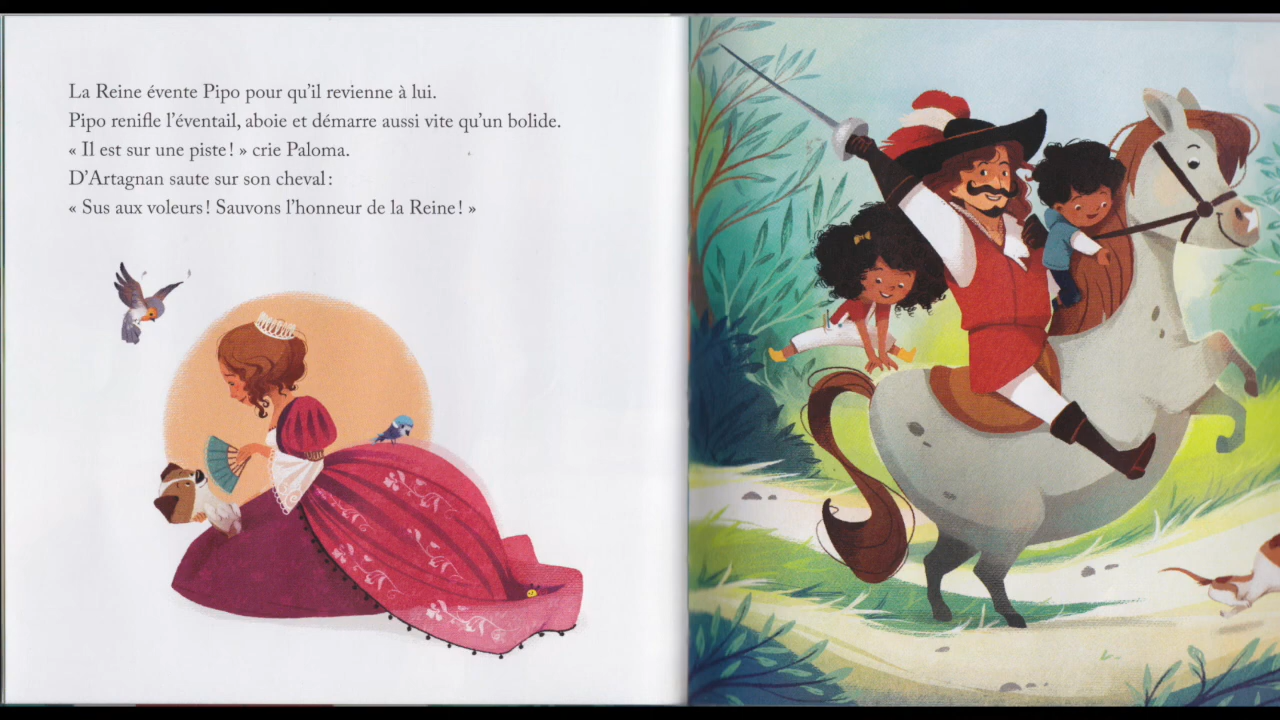 La Reine évente Pipo pour qu'il revienne à lui.
Pipo renifle l'éventail, aboie et démarre aussi vite qu'un bolide.
« Il est sur une piste ! » crie Paloma.
D'Artagnan saute sur son cheval :
« Sus aux voleurs ! Sauvons l'honneur de la Reine ! »